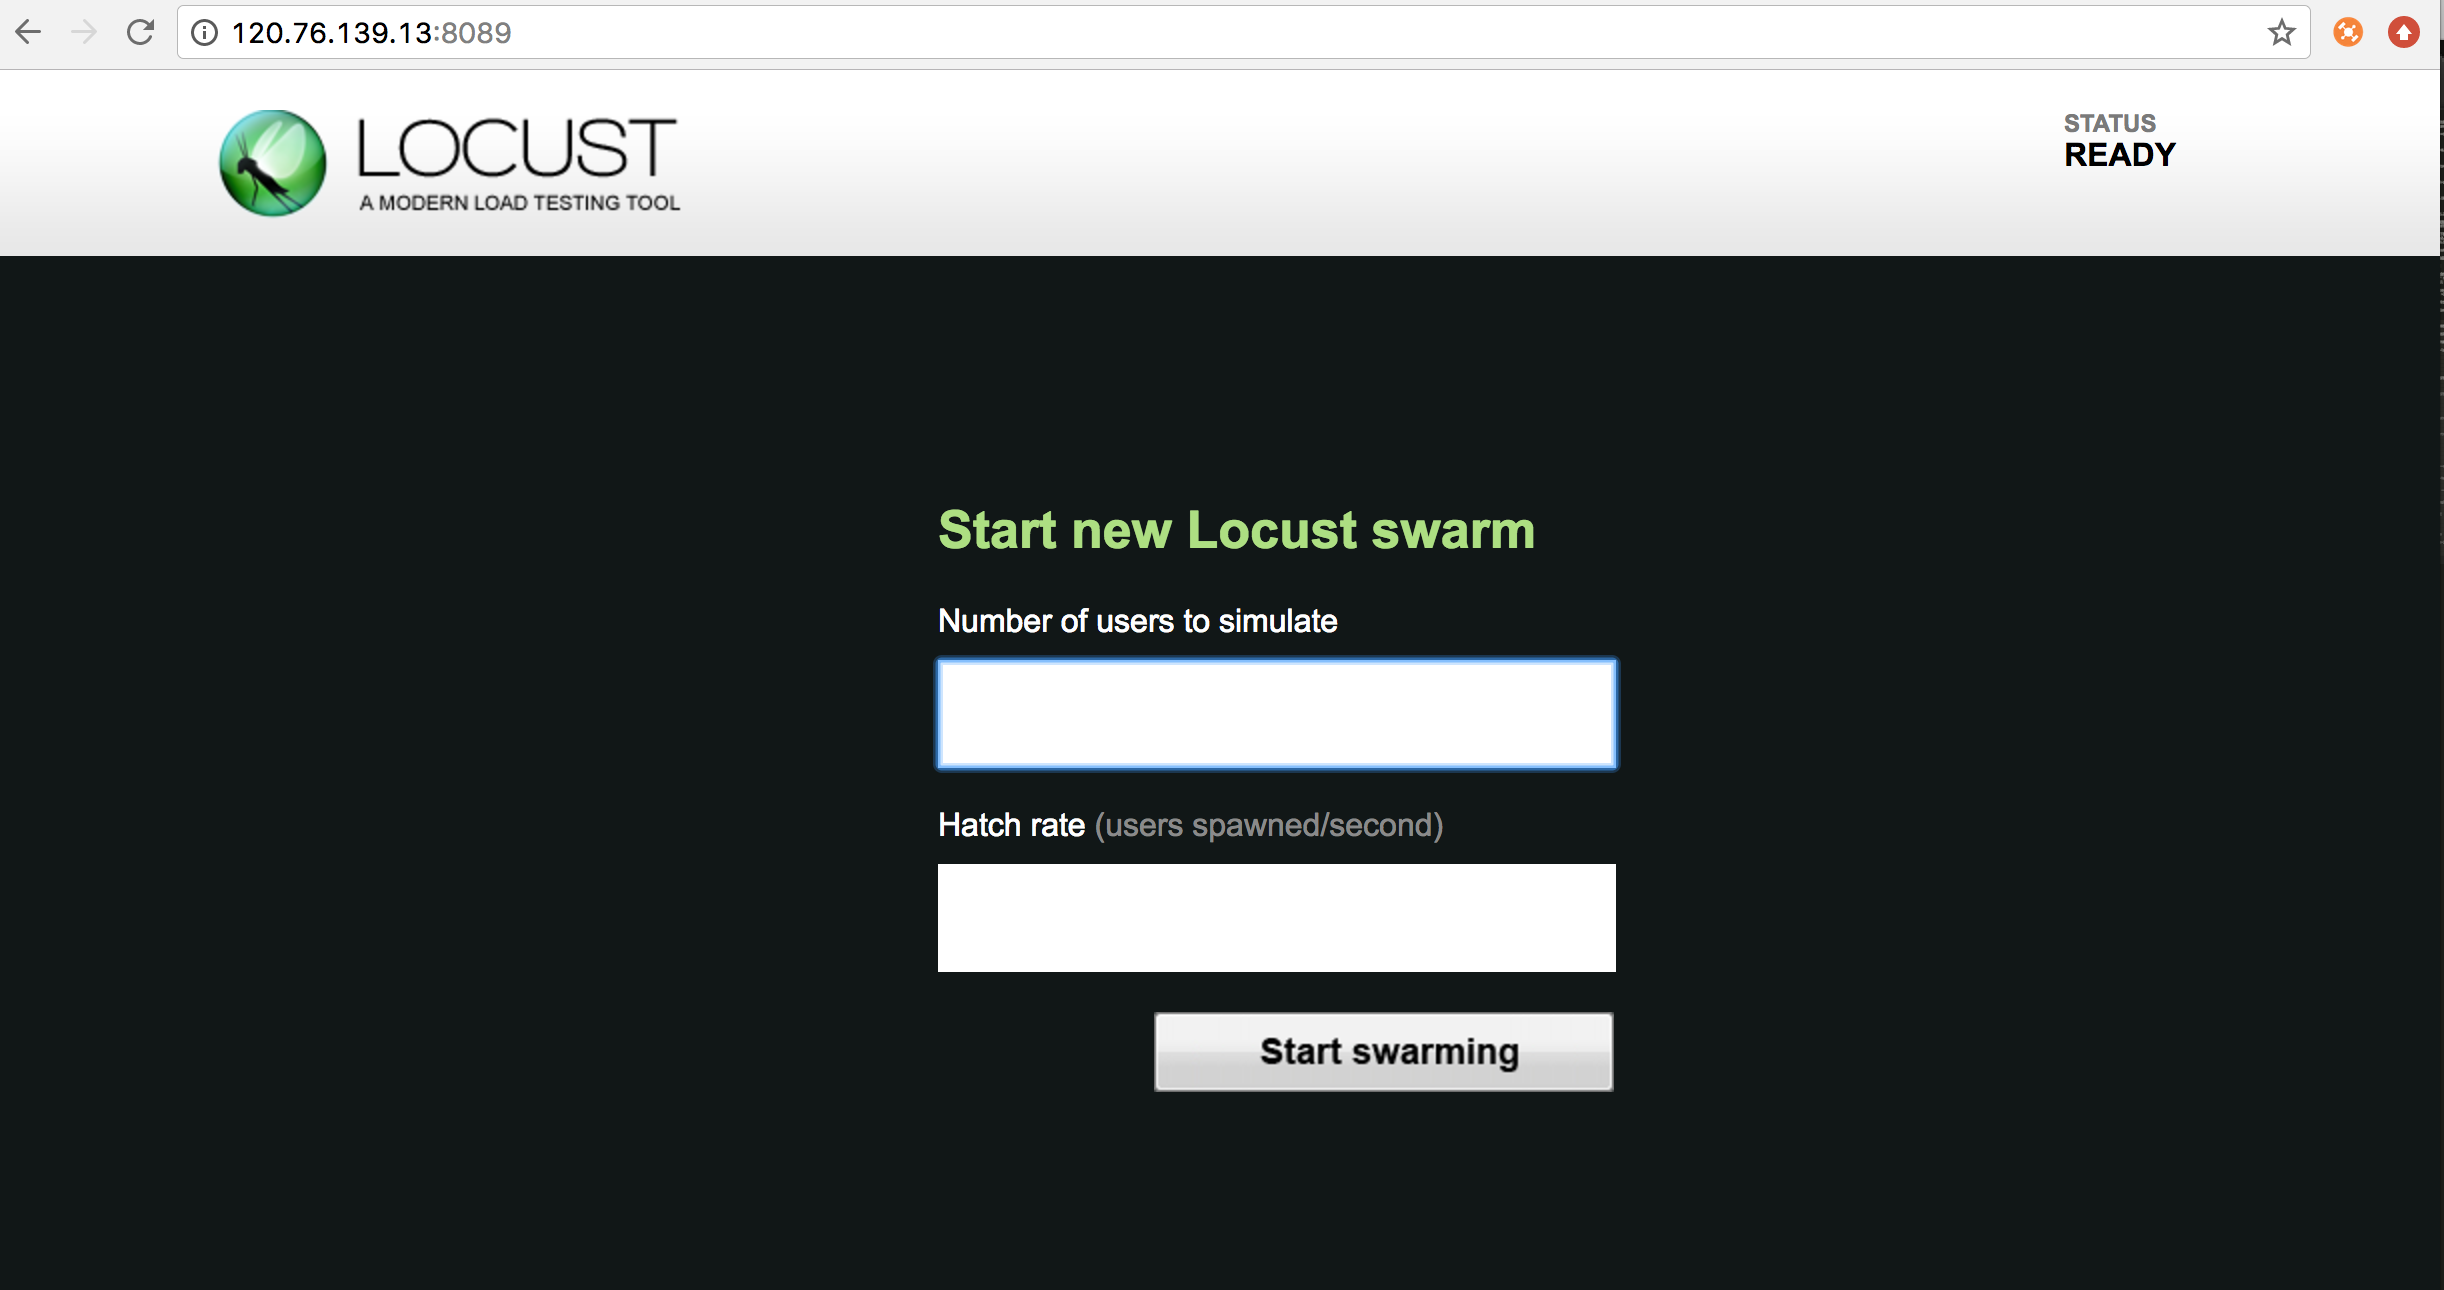 120.76.139.13:8089
LOCUST
A MODERN LOAD TESTING TOOL
STATUS
READY
Start new Locust swarm
Number of users to simulate
Hatch rate (users spawned/second)
Start swarming